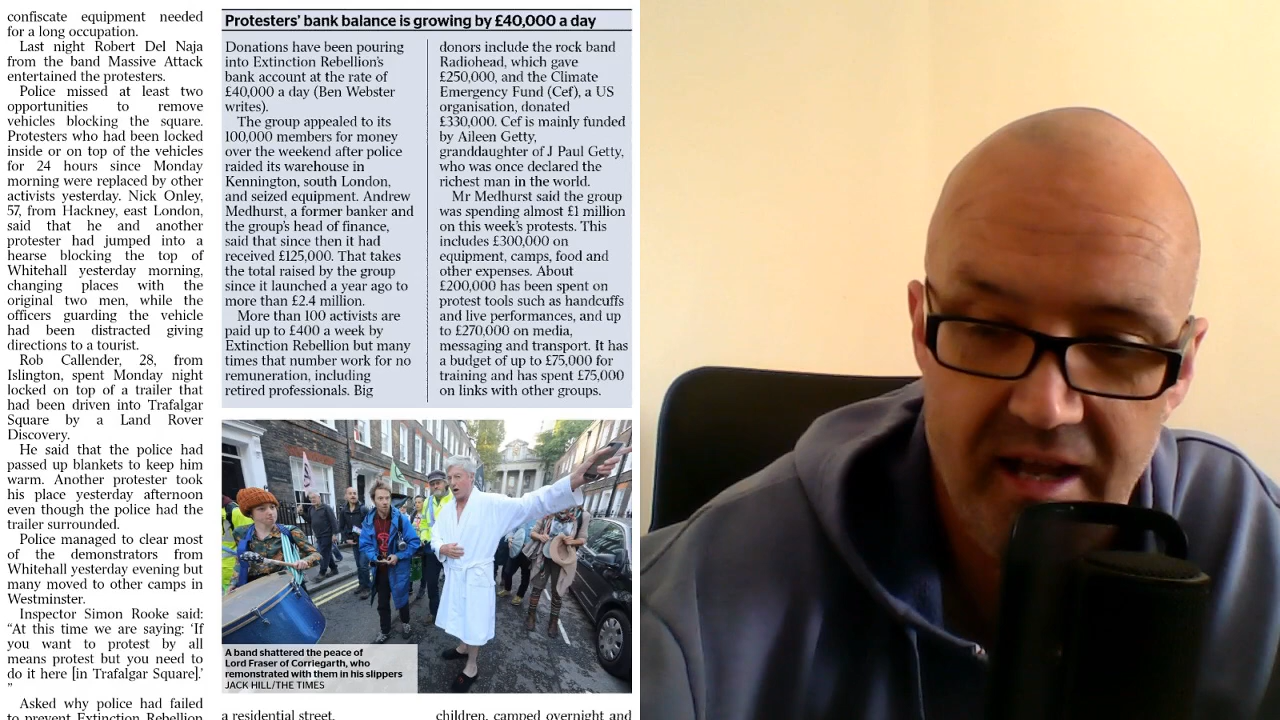 confiscate equipment needed
for a long occupation.
Last night Robert Del Naja
from the band Massive Attack
entertained the protesters.
Police missed at least two
opportunities to remove
vehicles blocking the square.
Protesters who had been locked
inside or on top of the vehicles
for 24 hours since Monday
morning were replaced by other
activists yesterday. Nick Onley,
57, from Hackney, east London,
said that he and another
protester had jumped into a
hearse blocking the top of
Whitehall yesterday morning,
changing places with the
original two men, while the
officers guarding the vehicle
had been distracted giving
directions to a tourist.
Rob Callender, 28, from
Islington, spent Monday night
locked on top of a trailer that
had been driven into Trafalgar
Square by a Land Rover
Discovery.
He said that the police had
passed up blankets to keep him
warm. Another protester took
his place yesterday afternoon
even though the police had the
trailer surrounded.
Police managed to clear most
of the demonstrators from
Whitehall yesterday evening but
many moved to other camps in
Westminster.
Inspector Simon Rooke said:
“At this time we are saying: ‘If
you want to protest by all
means protest but you need to
do it here [in Trafalgar Square].’
”
Asked why police had failed
to prevent Extinction Rebellion
Protesters’ bank balance is growing by £40,000 a day
Donations have been pouring
into Extinction Rebellion’s
bank account at the rate of
£40,000 a day (Ben Webster
writes).
The group appealed to its
100,000 members for money
over the weekend after police
raided its warehouse in
Kennington, south London,
and seized equipment. Andrew
Medhurst, a former banker and
the group’s head of finance,
said that since then it had
received £125,000. That takes
the total raised by the group
since it launched a year ago to
more than £2.4 million.
More than 100 activists are
paid up to £400 a week by
Extinction Rebellion but many
times that number work for no
remuneration, including
retired professionals. Big
donors include the rock band
Radiohead, which gave
£250,000, and the Climate
Emergency Fund (Cef), a US
organisation, donated
£330,000. Cef is mainly funded
by Aileen Getty,
granddaughter of J Paul Getty,
who was once declared the
richest man in the world.
Mr Medhurst said the group
was spending almost £1 million
on this week’s protests. This
includes £300,000 on
equipment, camps, food and
other expenses. About
£200,000 has been spent on
protest tools such as handcuffs
and live performances, and up
to £270,000 on media,
messaging and transport. It has
a budget of up to £75,000 for
training and has spent £75,000
on links with other groups.
A band shattered the peace of
Lord Fraser of Corriegarth, who
remonstrated with them in his slippers
JACK HILL/THE TIMES
a residential street.
children, camped overnight and